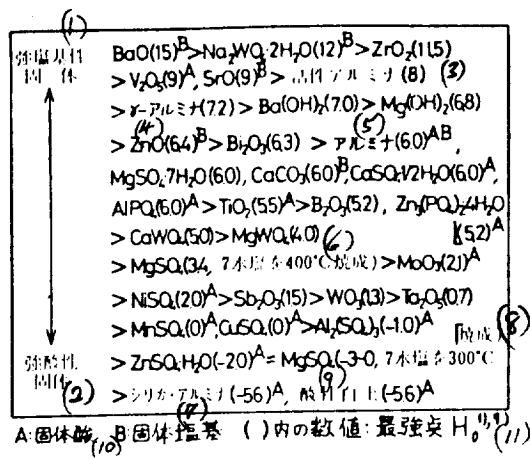 (1)
強塩基性 BaO(15)ᴮ>Na₂WO₄·2H₂O(12)ᴮ>ZrO₂(11,5)
固体 >V₂O₅(9)ᴬ, SrO(9)ᴮ> 活性アルミナ(8) (3)
>γ-アルミナ(7.2) > Ba(OH)₂(7.0) > Mg(OH)₂(6.8)
(4) (5)
>ZnO(6.4)ᴮ>Bi₂O₃(6.3) > アルミナ(6.0)ᴬᴮ,
MgSO₄·7H₂O(6.0), CaCO₃(6.0)ᴮ, CaSO₄·1/2H₂O(6.0)ᴬ,
AlPO₄(6.0)ᴬ>TiO₂(5.5)ᴬ>B₂O₃(5.2), Zn₃(PO₄)₂·4H₂O
>CaWO₄(5.0)>MgWO₄(4.0) (6) (5.2)ᴬ
>MgSO₄(3.4, 7水塩を400°C焼成)>MoO₃(2.1)ᴬ
>NiSO₄(2.0)ᴬ>Sb₂O₃(1.5)>WO₃(1.3)>Ta₂O₅(0.7)
>MnSO₄(0)ᴬ, CuSO₄(0)ᴬ>Al₂(SO₄)₃(-1.0)ᴬ 焼成) (8)
強酸性 >ZnSO₄·H₂O(-2.0)ᴬ=MgSO₄(-3.0, 7水塩を300°C
固体 (2) (9)
>シリカ・アルミナ(-5.6)ᴬ, 酸性白土(-5.6)ᴬ
(7)
A:固体酸 (10) B:固体塩基 ( )内の数値:最強点 H₀ (11)